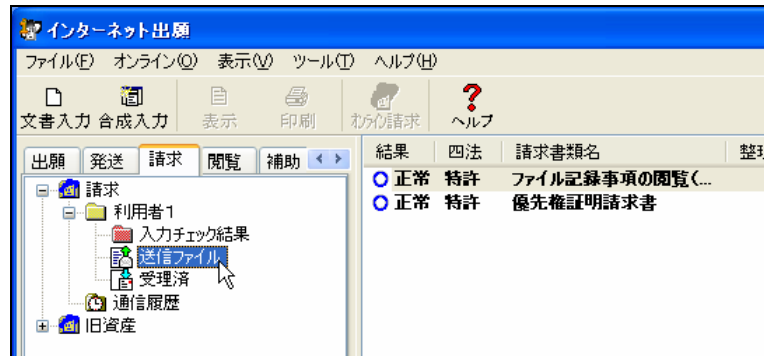 インターネット出願
ファイル(F) オンライン(O) 表示(V) ツール(T) ヘルプ(H)
文書入力 合成入力 表示 印刷 オンライン請求 ヘルプ
出願 発送 請求 閲覧 補助
結果 四法 請求書類名 整理
請求
利用者1
入力チェック結果
送信ファイル
受理済
通信履歴
旧資産
正常 特許 ファイル記録事項の閲覧(...
正常 特許 優先権証明請求書